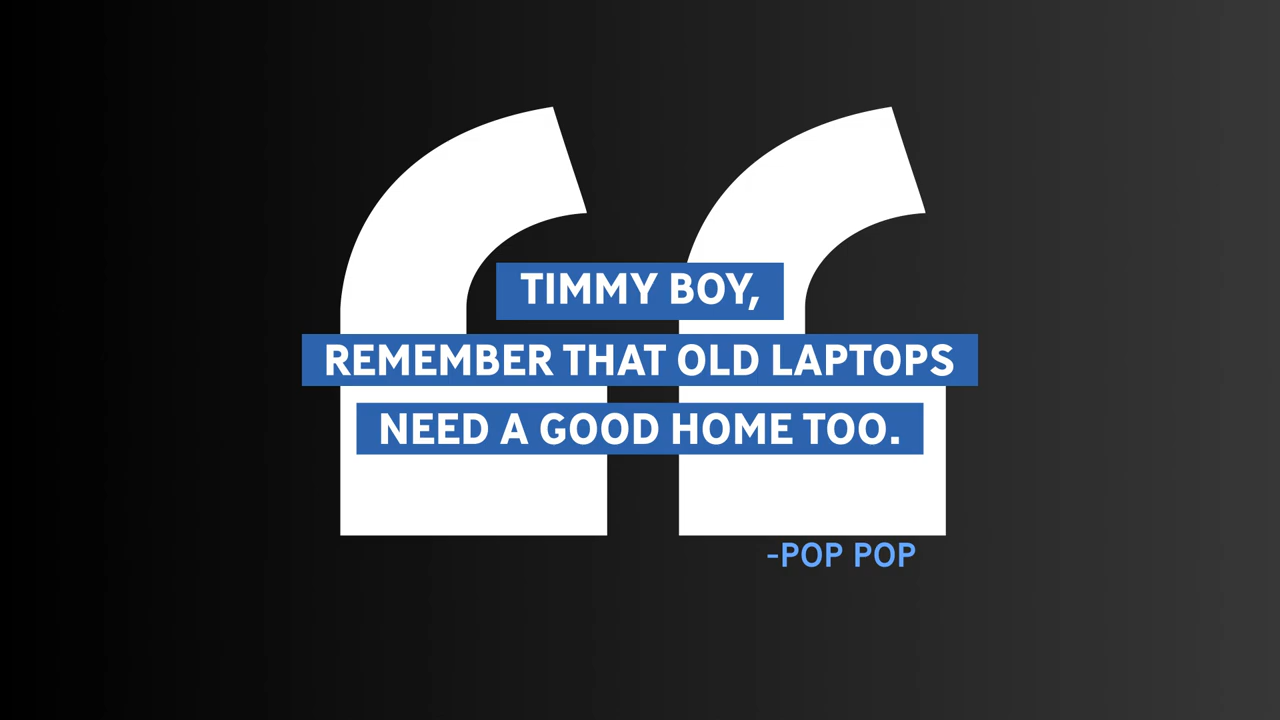 TIMMY BOY,
REMEMBER THAT OLD LAPTOPS
NEED A GOOD HOME TOO.
-POP POP